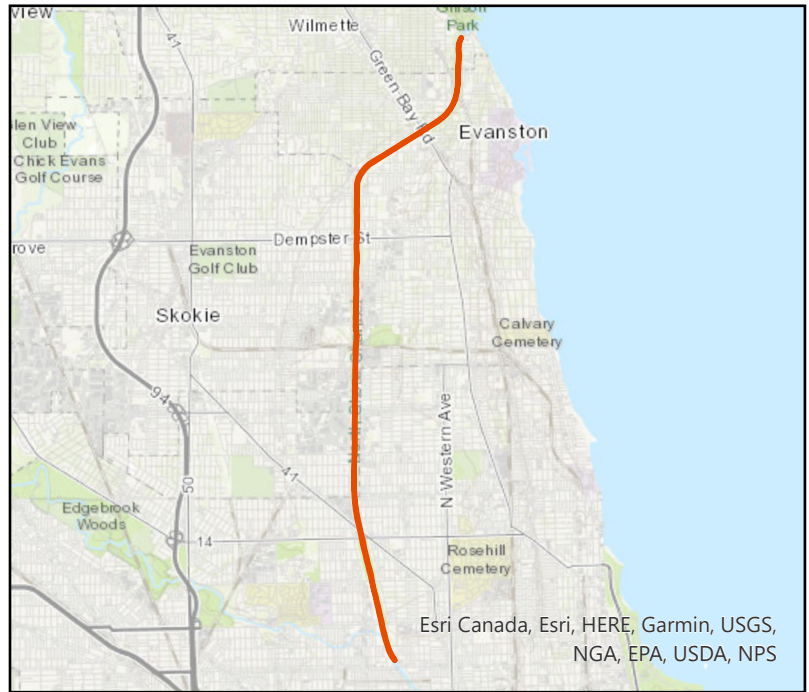 view
41
Wilmette
Park
Green Bay Rd
Evanston
Glen View
Club
Chick Evans
Golf Course
rove
Dempster St
Evanston
Golf Club
Skokie
Calvary
Cemetery
94
N Western Ave
41
50
Edgebrook
Woods
14
Rosehill
Cemetery
Esri Canada, Esri, HERE, Garmin, USGS,
NGA, EPA, USDA, NPS